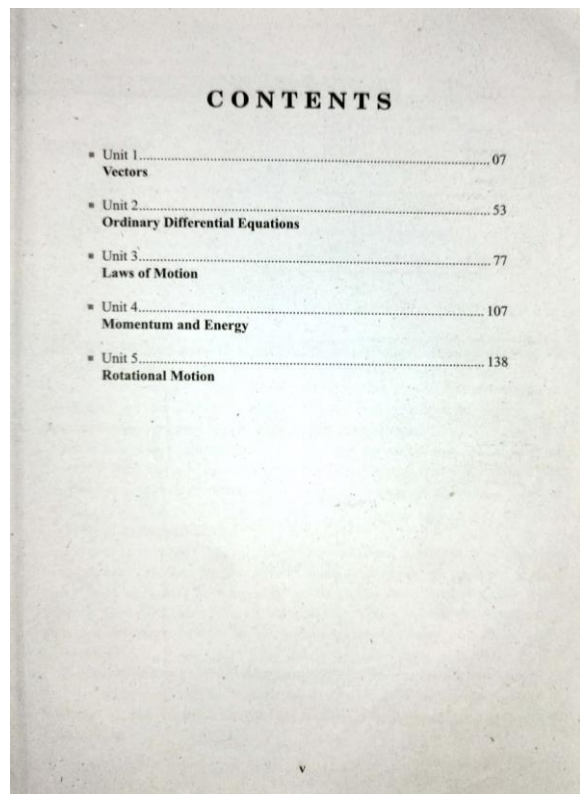 CONTENTS
▪ Unit 1................................................................ 07
Vectors
▪ Unit 2................................................................ 53
Ordinary Differential Equations
▪ Unit 3................................................................ 77
Laws of Motion
▪ Unit 4................................................................ 107
Momentum and Energy
▪ Unit 5................................................................ 138
Rotational Motion
v